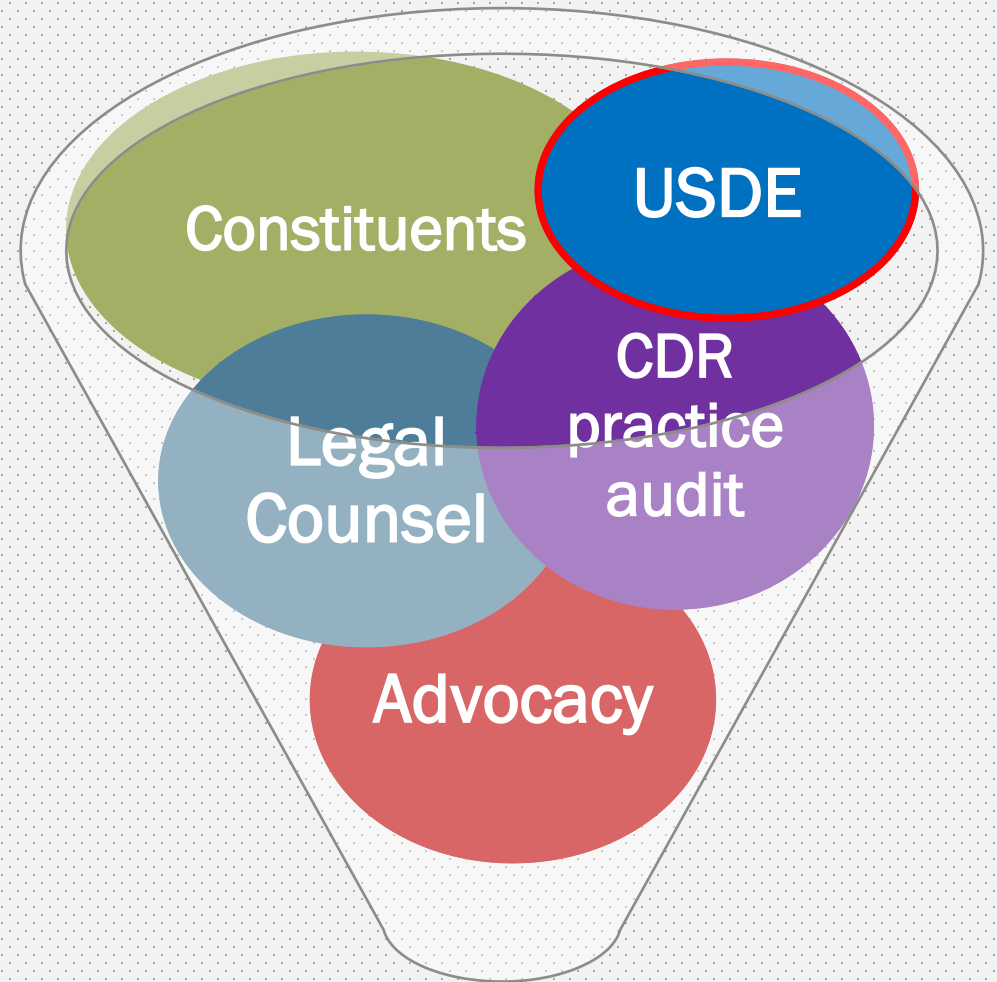 Constituents
USDE
CDR
practice
audit
Legal
Counsel
Advocacy